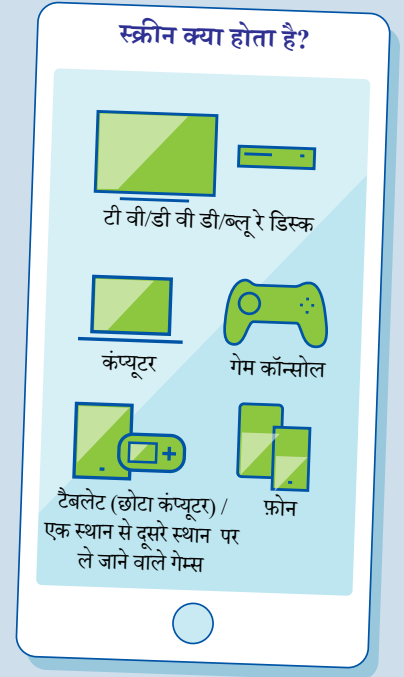 स्क्रीन क्या होता है?
टी वी/डी वी डी/ब्लू रे डिस्क
कंप्यूटर
गेम कॉन्सोल
टैबलेट (छोटा कंप्यूटर) /
एक स्थान से दूसरे स्थान पर
ले जाने वाले गेम्स
फ़ोन